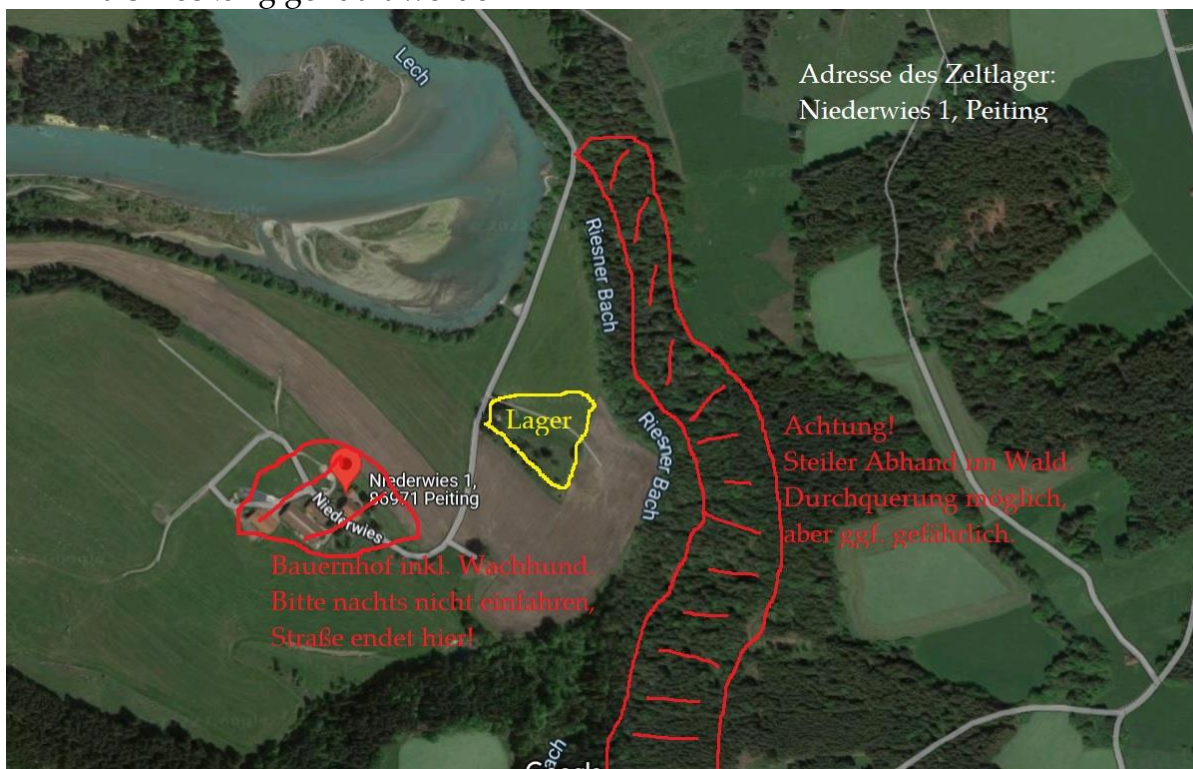 Lech
Adresse des Zeltlager:
Niederwies 1, Peiting
Riesner Bach
Lager
Riesner Bach
Achtung!
Steiler Abhand im Wald.
Durchquerung möglich,
aber ggf. gefährlich.
Niederwies 1,
86971 Peiting
Niederwies
Bauernhof inkl. Wachhund.
Bitte nachts nicht einfahren,
Straße endet hier!